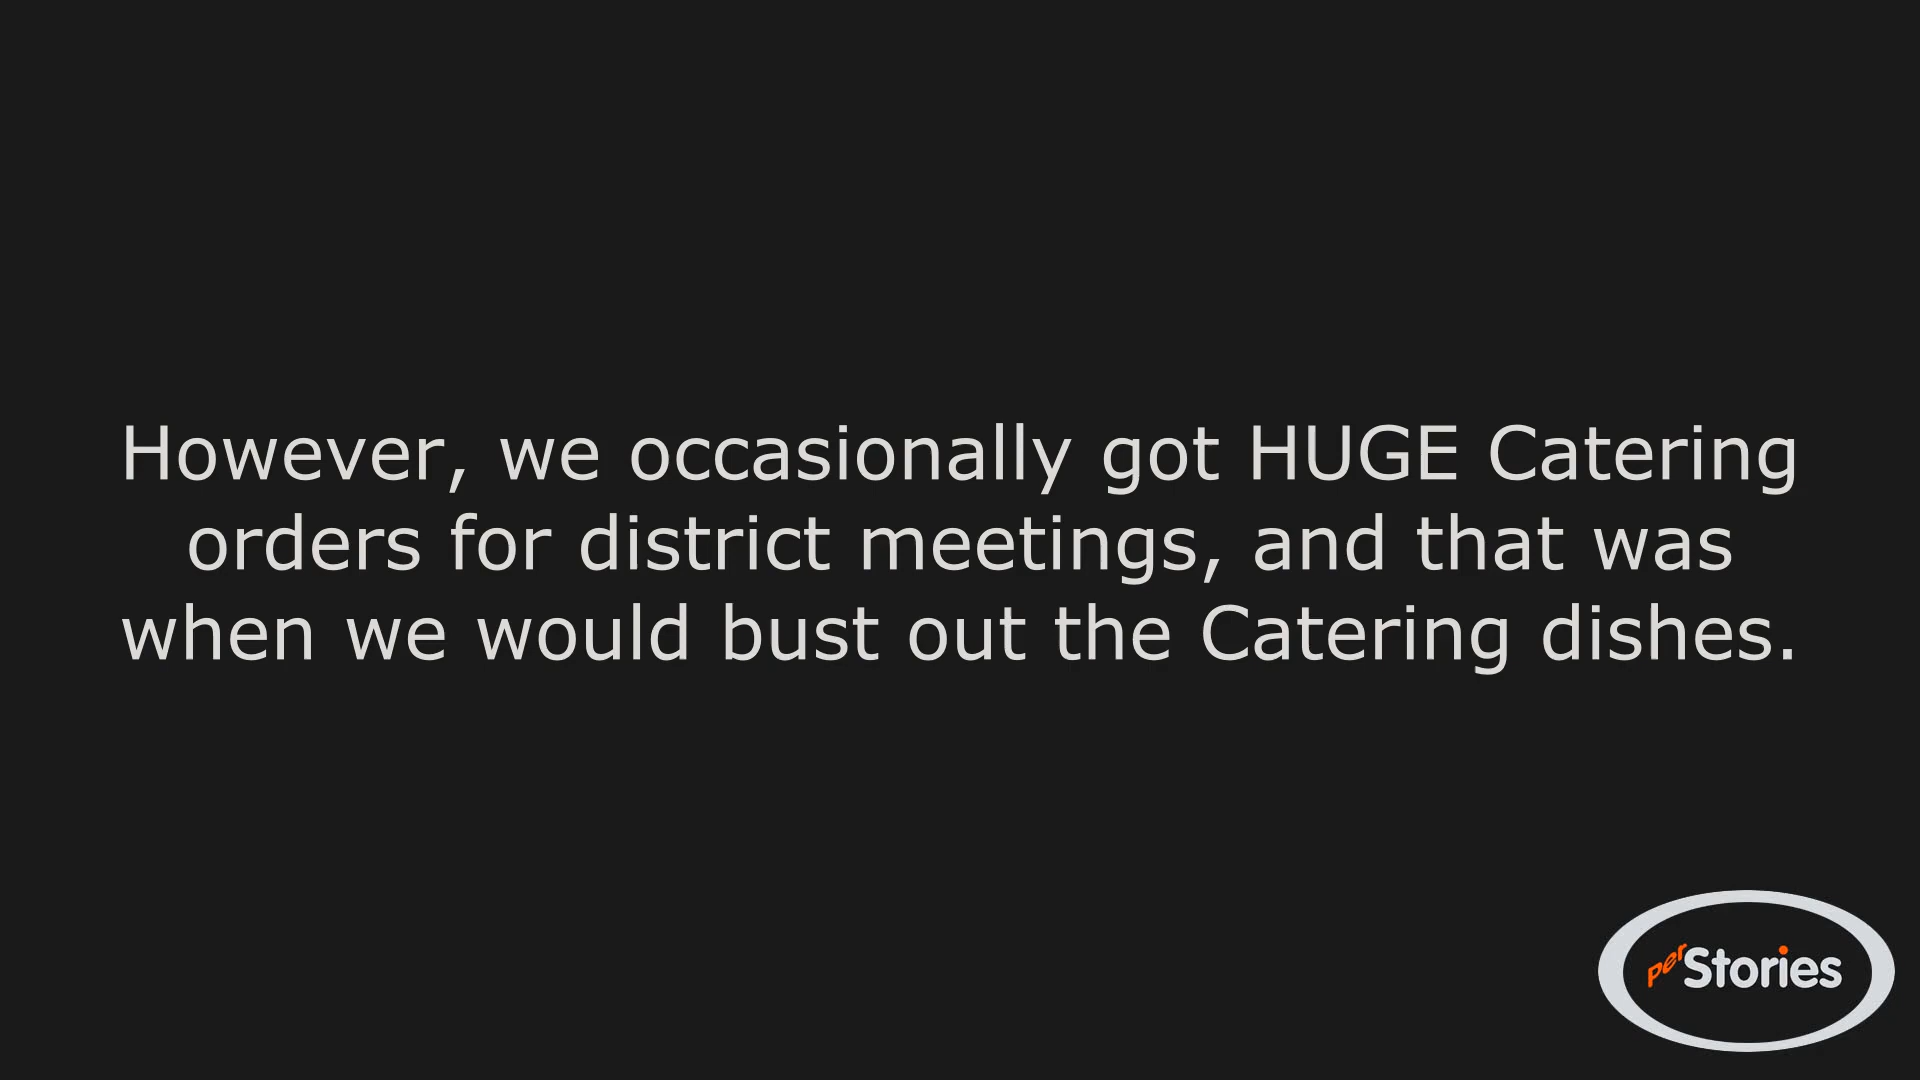 However, we occasionally got HUGE Catering
orders for district meetings, and that was
when we would bust out the Catering dishes.
perStories